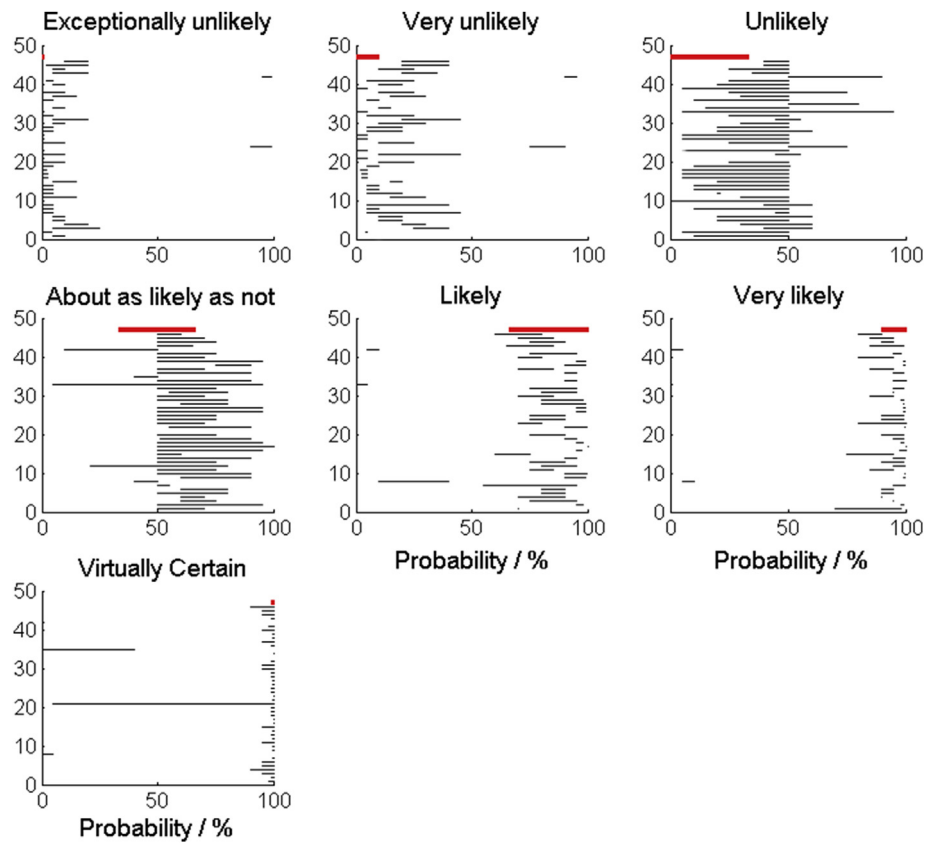 Exceptionally unlikely
Very unlikely
Unlikely
50
40
30
20
10
0
0 50 100
50
40
30
20
10
0
0 50 100
50
40
30
20
10
0
0 50 100
About as likely as not
Likely
Very likely
50
40
30
20
10
0
0 50 100
50
40
30
20
10
0
0 50 100
50
40
30
20
10
0
0 50 100
Probability / %
Probability / %
Virtually Certain
50
40
30
20
10
0
0 50 100
Probability / %